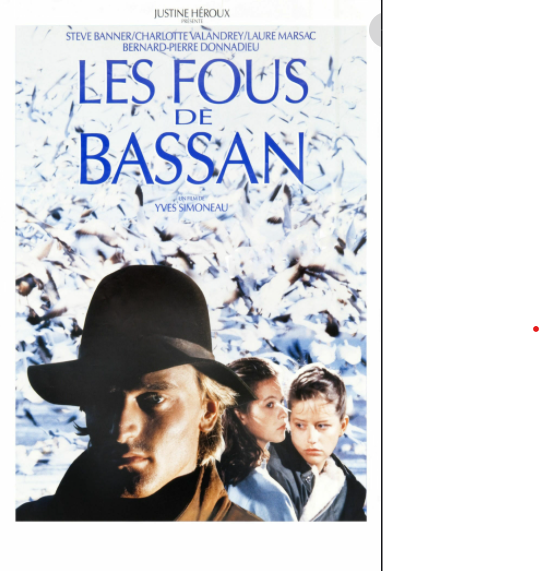 JUSTINE HÉROUX
PRÉSENTE
STEVE BANNER/CHARLOTTE VALANDREY/LAURE MARSAC
BERNARD-PIERRE DONNADIEU
LES FOUS
DE
BASSAN
UN FILM DE
YVES SIMONEAU